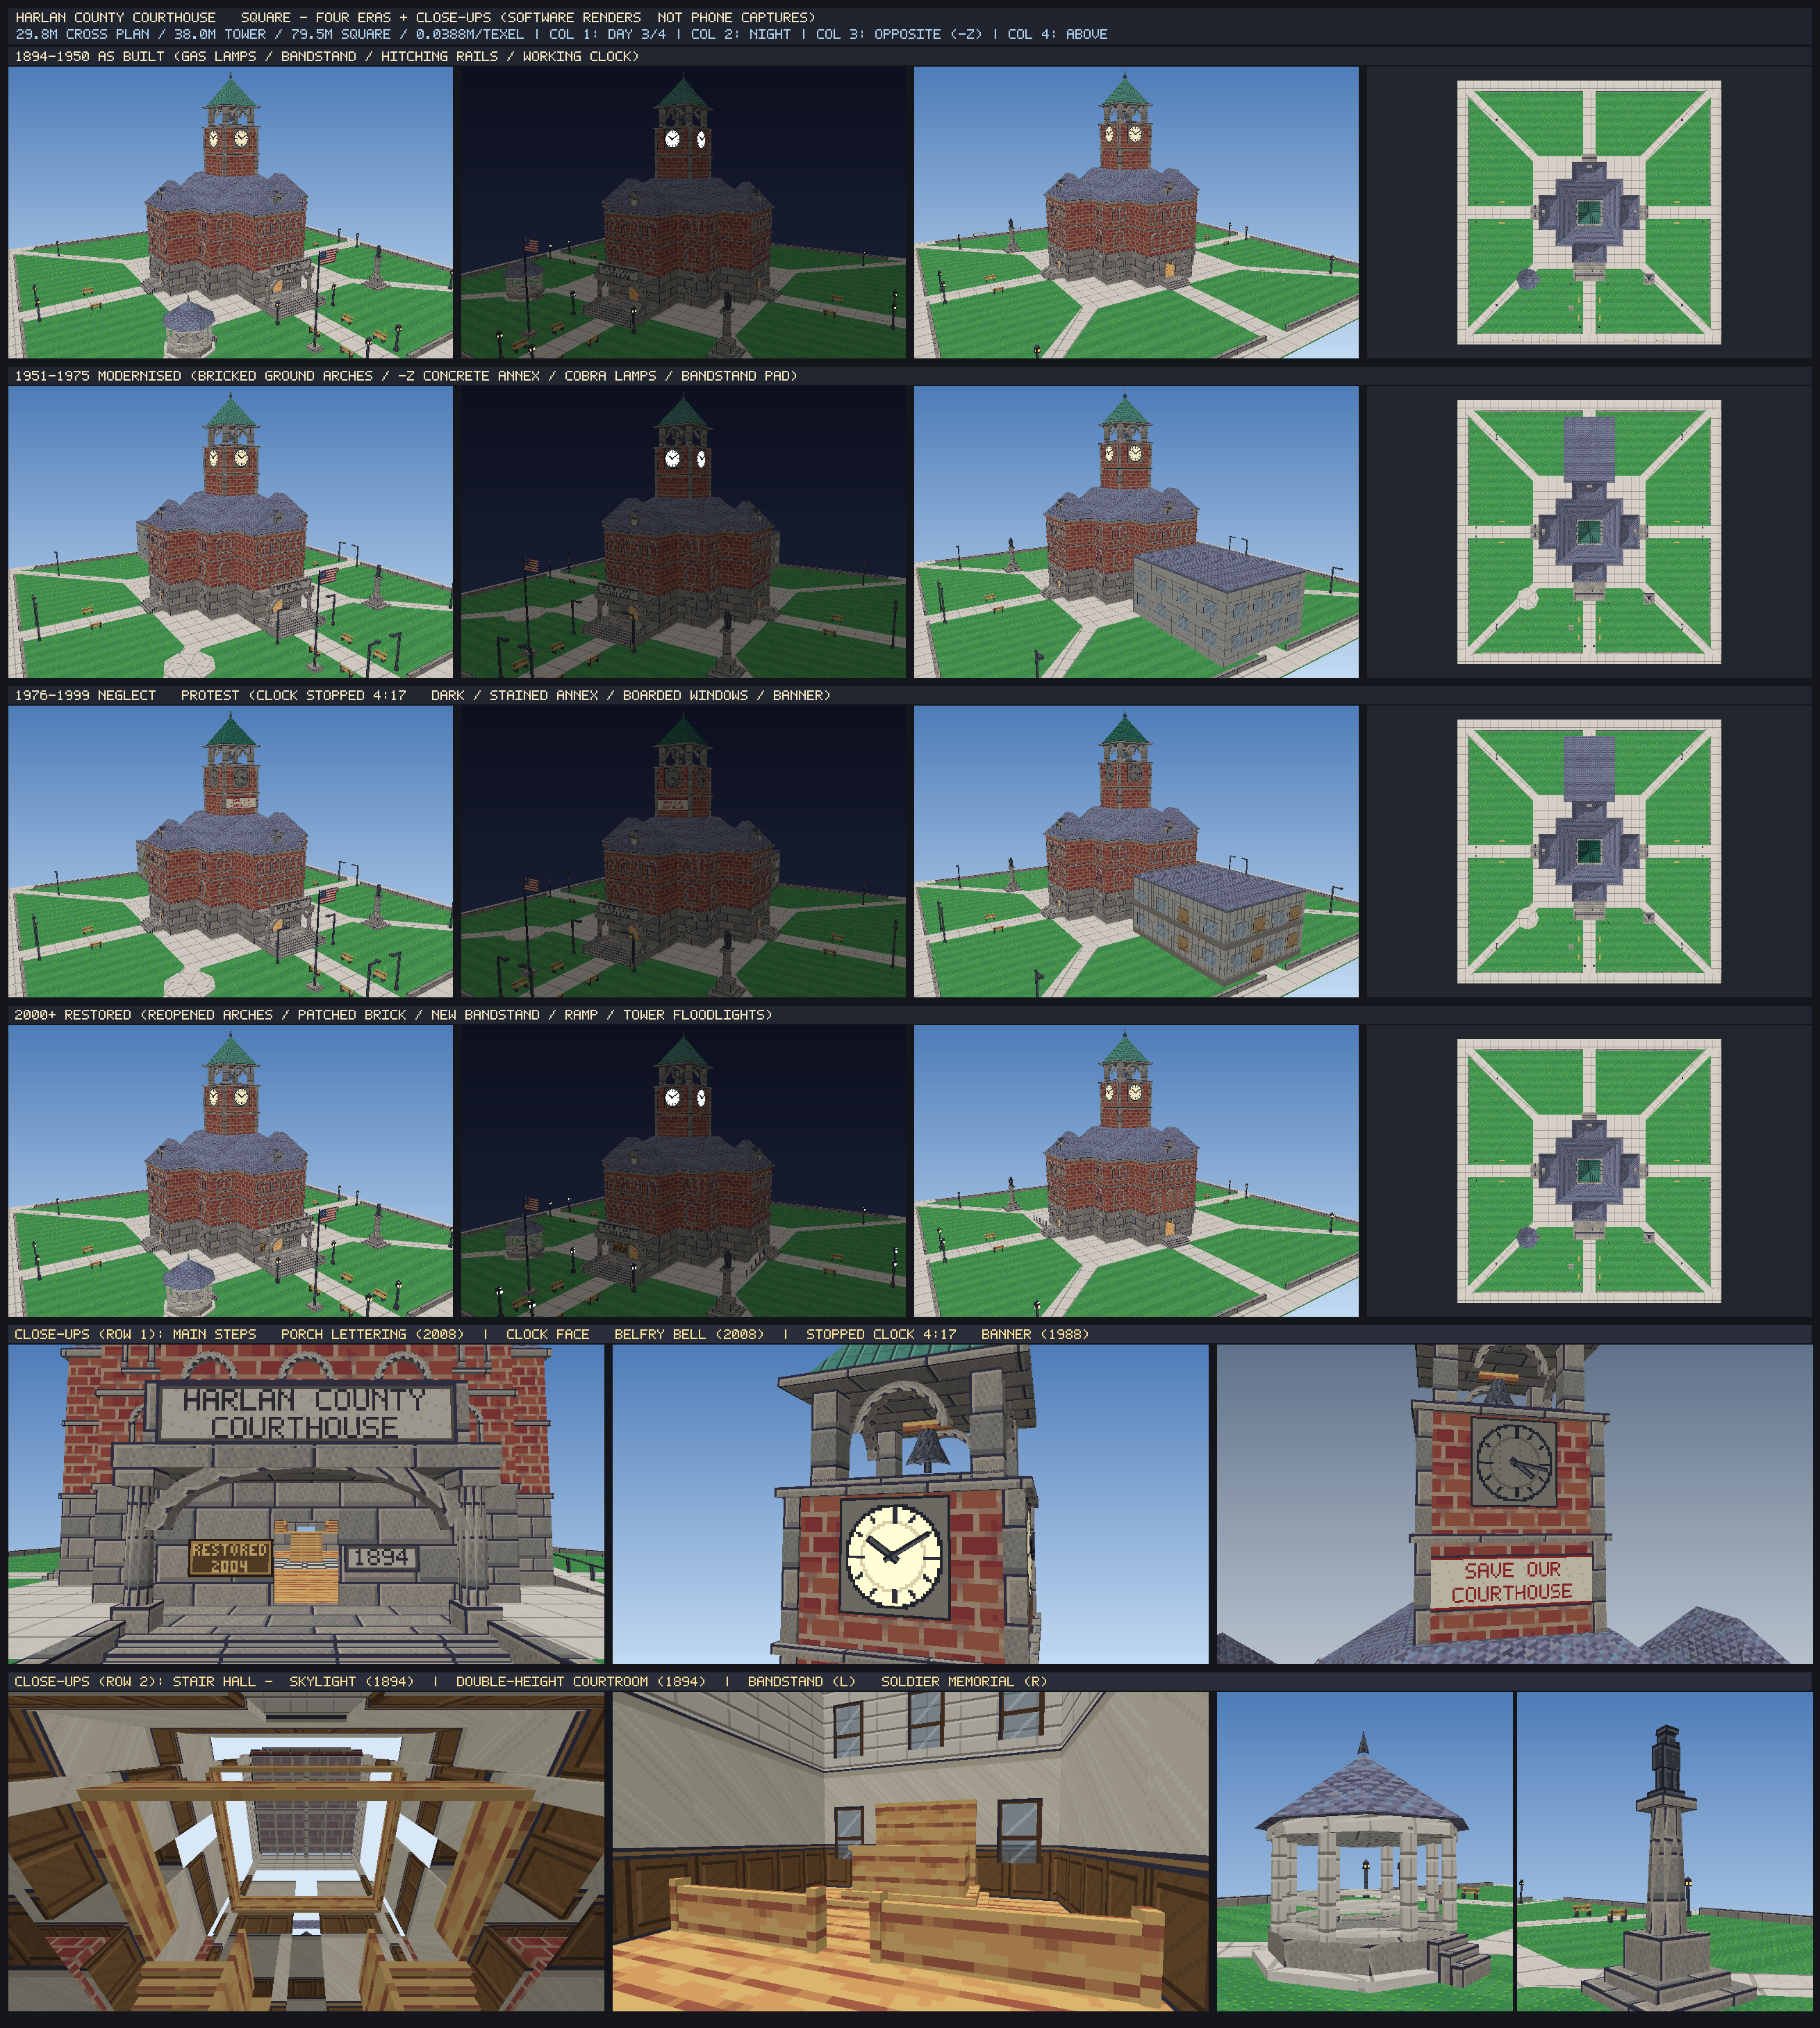 HARLAN COUNTY COURTHOUSE SQUARE - FOUR ERAS + CLOSE-UPS (SOFTWARE RENDERS NOT PHONE CAPTURES)
29.8M CROSS PLAN / 38.0M TOWER / 79.5M SQUARE / 0.0388M/TEXEL | COL 1: DAY 3/4 | COL 2: NIGHT | COL 3: OPPOSITE (-Z) | COL 4: ABOVE
1894-1950 AS BUILT (GAS LAMPS / BANDSTAND / HITCHING RAILS / WORKING CLOCK)
1951-1975 MODERNISED (BRICKED GROUND ARCHES / -Z CONCRETE ANNEX / COBRA LAMPS / BANDSTAND PAD)
1976-1999 NEGLECT PROTEST (CLOCK STOPPED 4:17 DARK / STAINED ANNEX / BOARDED WINDOWS / BANNER)
2000+ RESTORED (REOPENED ARCHES / PATCHED BRICK / NEW BANDSTAND / RAMP / TOWER FLOODLIGHTS)
CLOSE-UPS (ROW 1): MAIN STEPS PORCH LETTERING (2008) | CLOCK FACE BELFRY BELL (2008) | STOPPED CLOCK 4:17 BANNER (1988)
HARLAN COUNTY
COURTHOUSE
RESTORED
2004
1894
SAVE OUR
COURTHOUSE
CLOSE-UPS (ROW 2): STAIR HALL - SKYLIGHT (1894) | DOUBLE-HEIGHT COURTROOM (1894) | BANDSTAND (L) SOLDIER MEMORIAL (R)